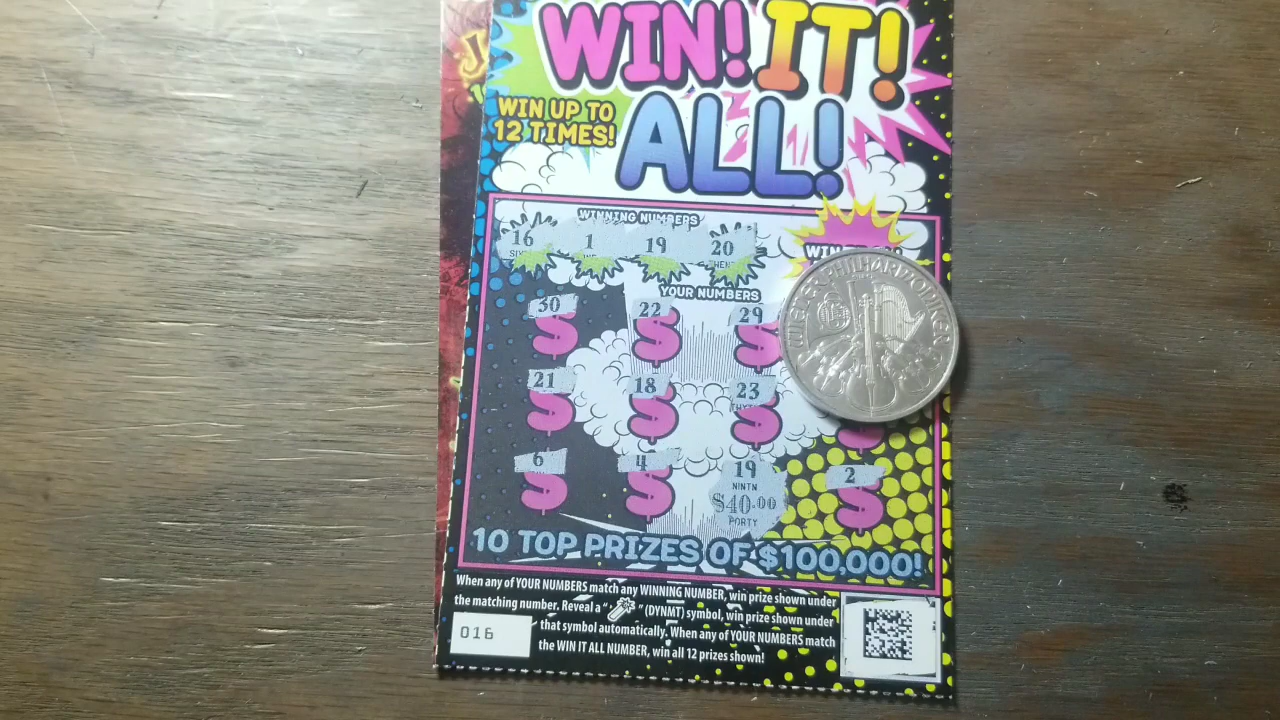 WIN! IT!
ALL!
WIN UP TO
12 TIMES!
WINNING NUMBERS
16 1 19 20
YOUR NUMBERS
30 22 29
$ $ $
21 18 23
$ $ $ $
6 4 19 2
NINTN
$ $ $40.00 $
PORTY
10 TOP PRIZES OF $100,000!
When any of YOUR NUMBERS match any WINNING NUMBER, win prize shown under
the matching number. Reveal a " " (DYNMT) symbol, win prize shown under
that symbol automatically. When any of YOUR NUMBERS match
the WIN IT ALL NUMBER, win all 12 prizes shown!
016
WIENER PHILHARMONIKER